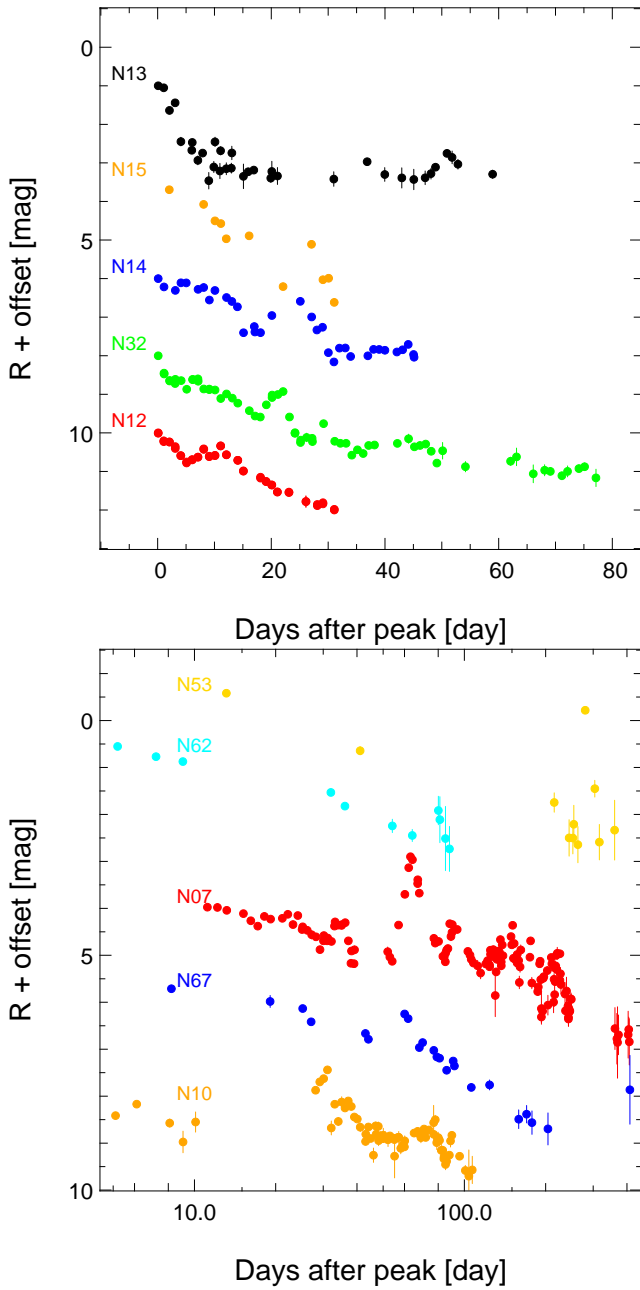 0
N13
N15
5
N14
N32
10
N12
R + offset [mag]
0
20
40
60
80
Days after peak [day]
N53
0
N62
N07
5
N67
N10
10
R + offset [mag]
10.0
100.0
Days after peak [day]